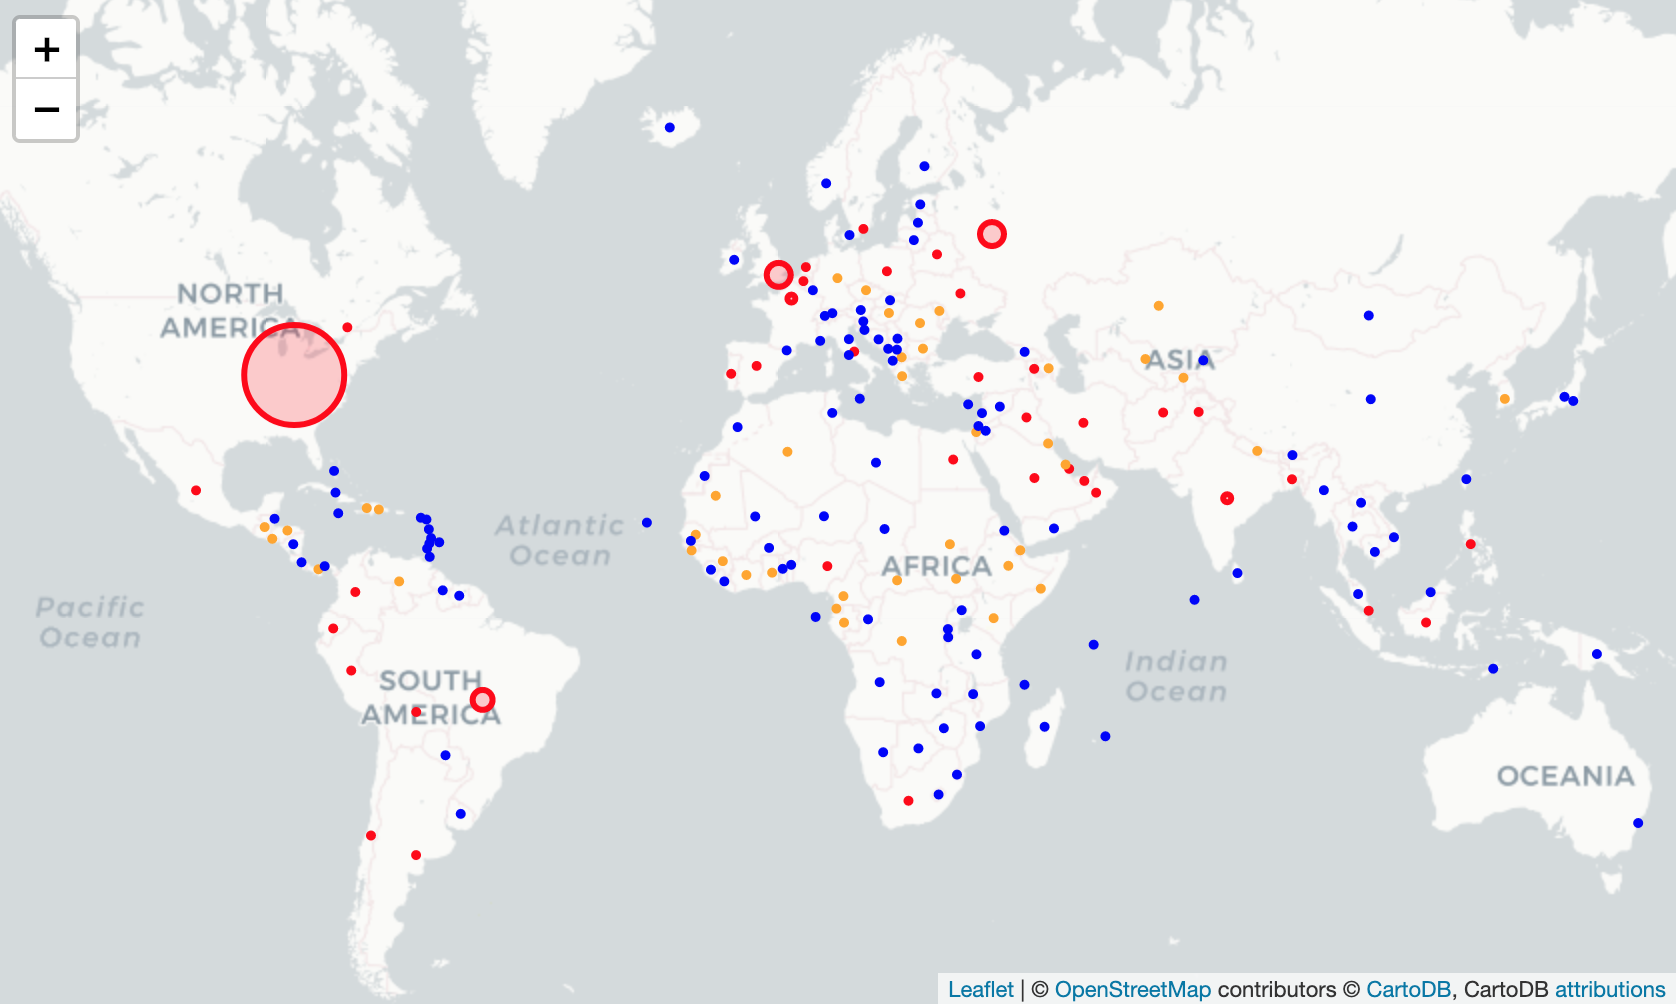 +
−
NORTH
AMERICA
ASIA
Atlantic
Ocean
AFRICA
Pacific
Ocean
SOUTH
AMERICA
Indian
Ocean
OCEANIA
Leaflet | © OpenStreetMap contributors © CartoDB, CartoDB attributions